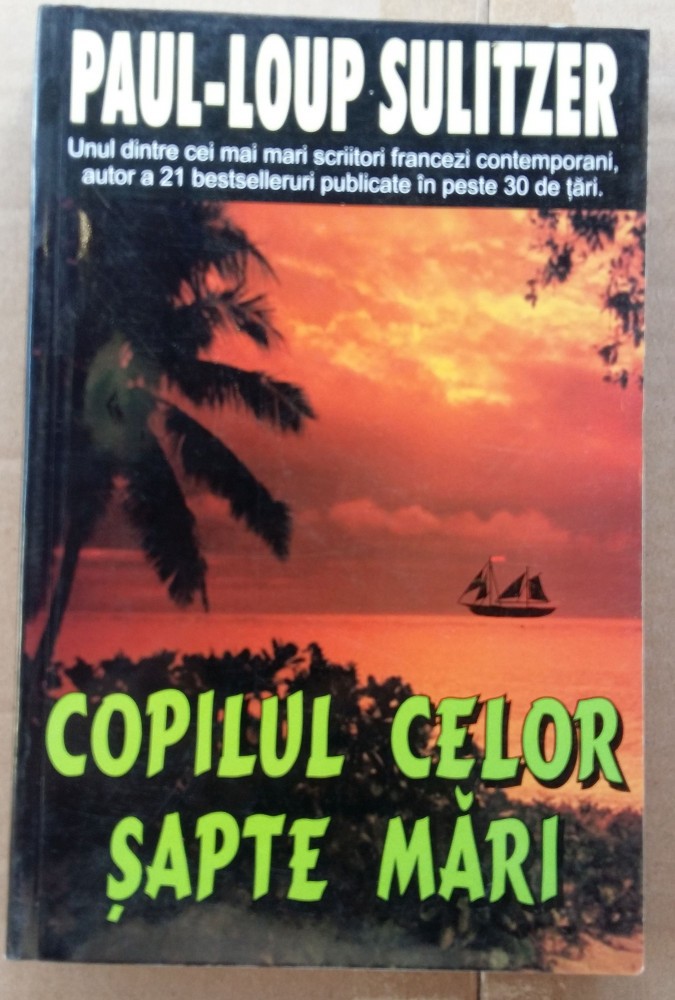 PAUL-LOUP SULITZER
Unul dintre cei mai mari scriitori francezi contemporani,
autor a 21 bestselleruri publicate în peste 30 de țări.
COPILUL CELOR
ȘAPTE MĂRI